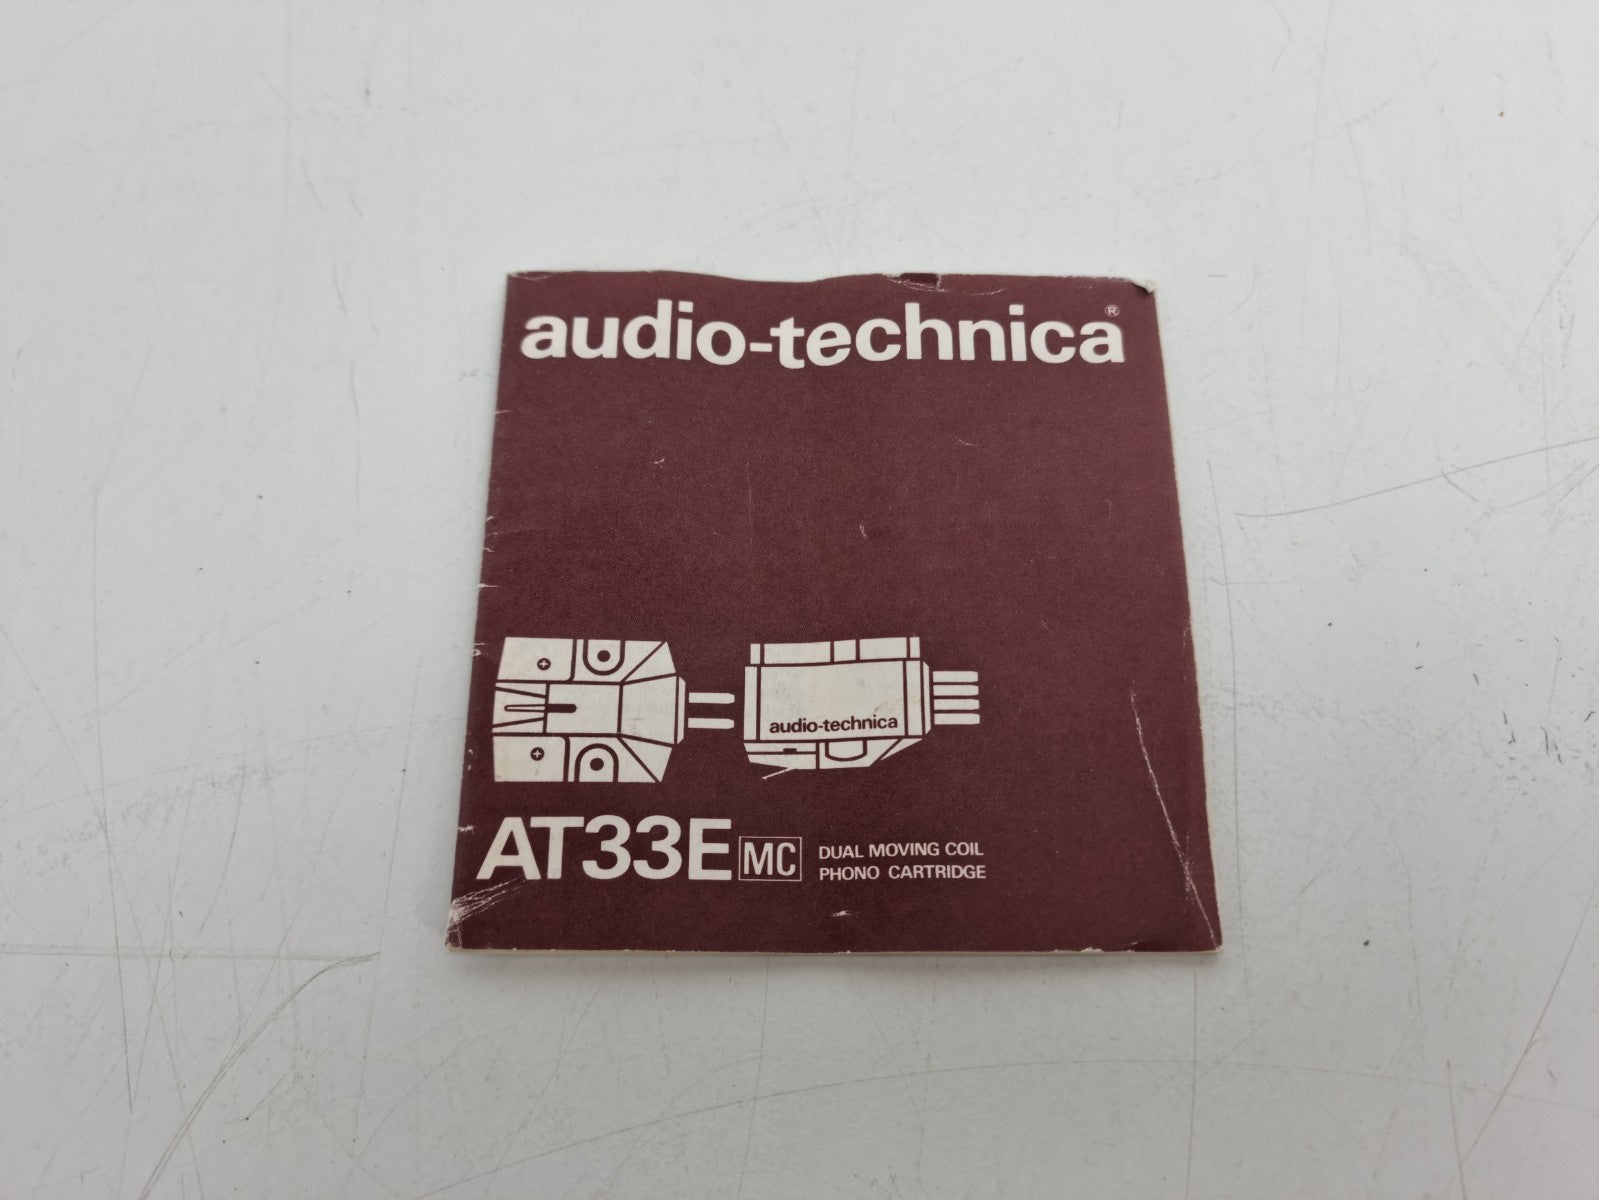 audio-technica®
audio-technica
AT33E MC
DUAL MOVING COIL
PHONO CARTRIDGE